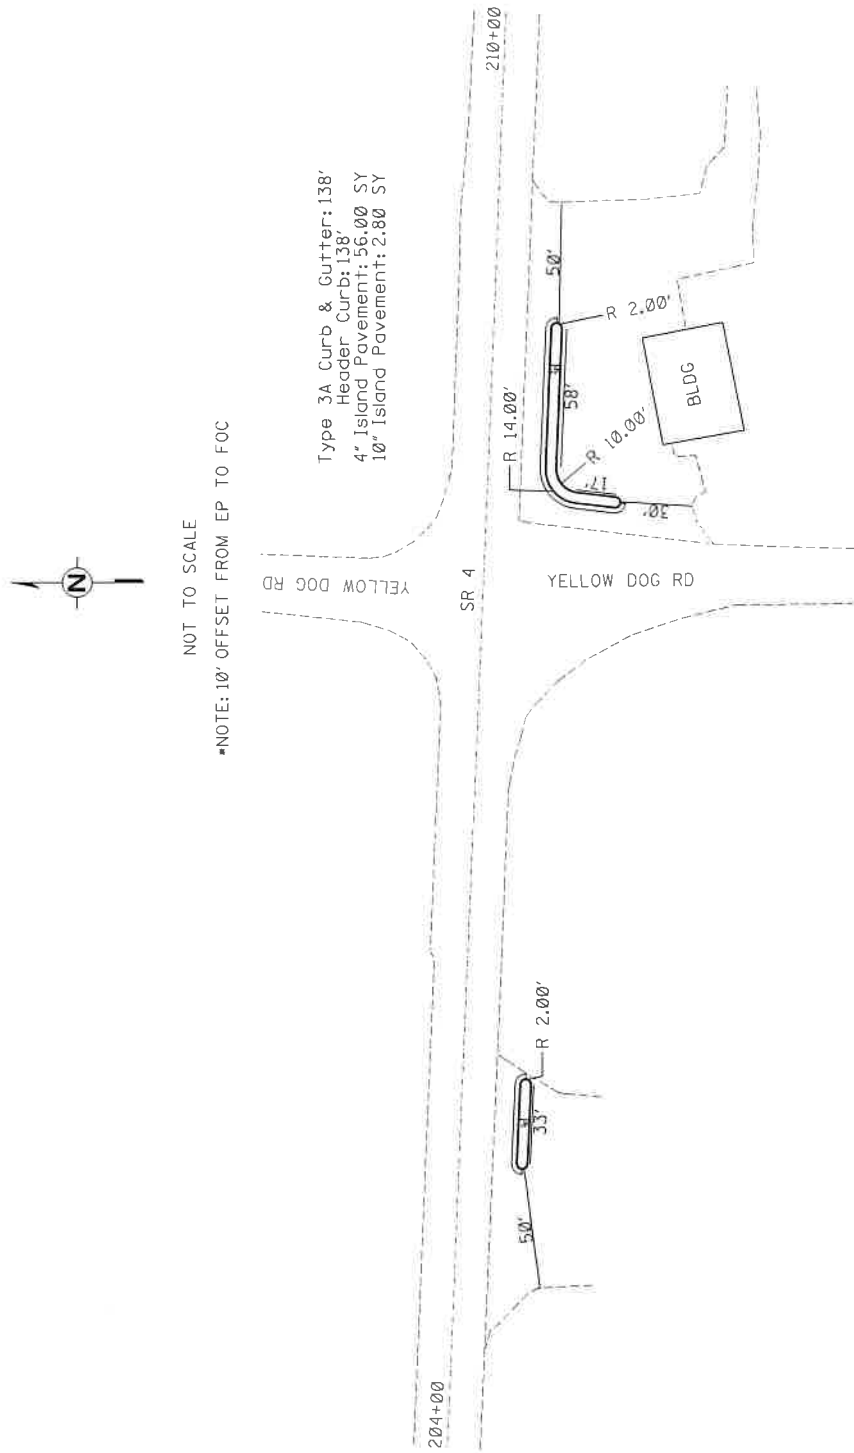 N
NOT TO SCALE
*NOTE: 10' OFFSET FROM EP TO FOC
Type 3A Curb & Gutter: 138'
Header Curb: 138'
4" Island Pavement: 56.00 SY
10" Island Pavement: 2.80 SY
204+00
210+00
SR 4
YELLOW DOG RD
YELLOW DOG RD
50'
33'
R 2.00'
R 14.00'
R 10.00'
17'
30'
58'
50'
R 2.00'
BLDG